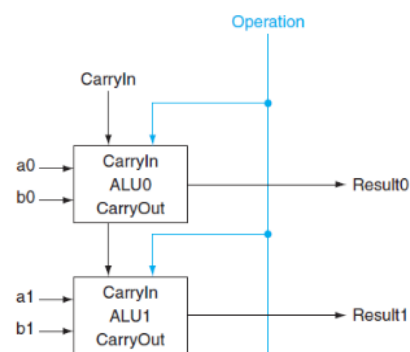 Operation
CarryIn
a0
b0
CarryIn
ALU0
CarryOut
Result0
a1
b1
CarryIn
ALU1
CarryOut
Result1